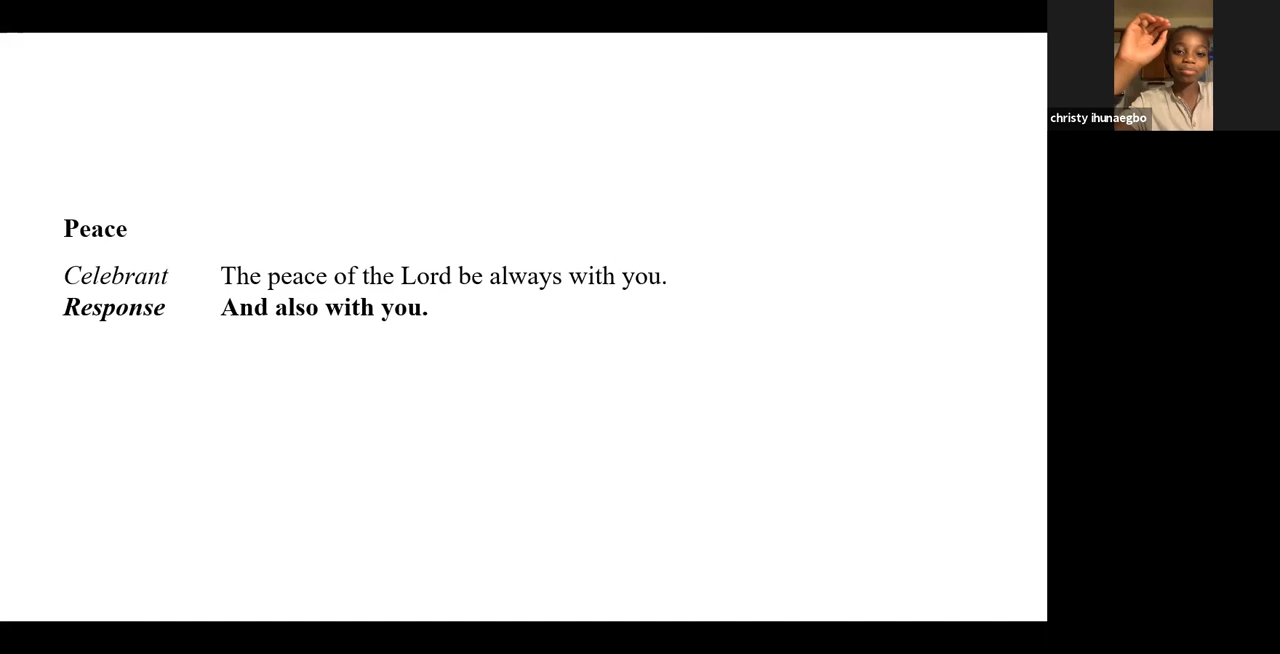 Peace
Celebrant The peace of the Lord be always with you.
Response And also with you.
christy ihunaegbo